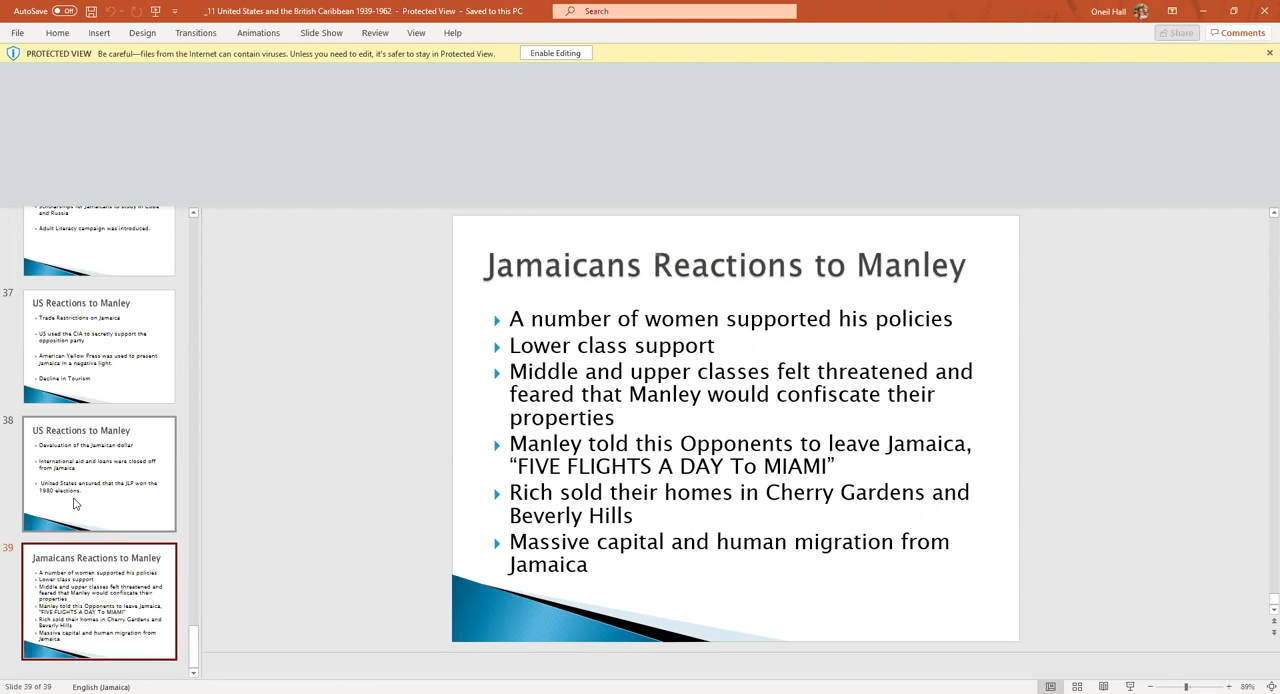 AutoSave Off _11 United States and the British Caribbean 1939-1962 - Protected View - Saved to this PC Search Oneil Hall
File Home Insert Design Transitions Animations Slide Show Review View Help Share Comments
PROTECTED VIEW Be careful—files from the Internet can contain viruses. Unless you need to edit, it's safer to stay in Protected View. Enable Editing
and Russia
Adult Literacy campaign was introduced.
37
US Reactions to Manley
Trade Restrictions on Jamaica
US used the CIA to secretly support the
opposition party
American Yellow Press was used to present
Jamaica in a negative light.
Decline in Tourism
38
US Reactions to Manley
Devaluation of the Jamaican dollar
International aid and loans were closed off
from Jamaica
United States ensured that the JLP won the
1980 elections.
39
Jamaicans Reactions to Manley
A number of women supported his policies
Lower class support
Middle and upper classes felt threatened and
feared that Manley would confiscate their
properties
Manley told this Opponents to leave Jamaica,
"FIVE FLIGHTS A DAY To MIAMI"
Rich sold their homes in Cherry Gardens and
Beverly Hills
Massive capital and human migration from
Jamaica
Jamaicans Reactions to Manley
A number of women supported his policies
Lower class support
Middle and upper classes felt threatened and
feared that Manley would confiscate their
properties
Manley told this Opponents to leave Jamaica,
“FIVE FLIGHTS A DAY To MIAMI”
Rich sold their homes in Cherry Gardens and
Beverly Hills
Massive capital and human migration from
Jamaica
Slide 39 of 39 English (Jamaica) 89%